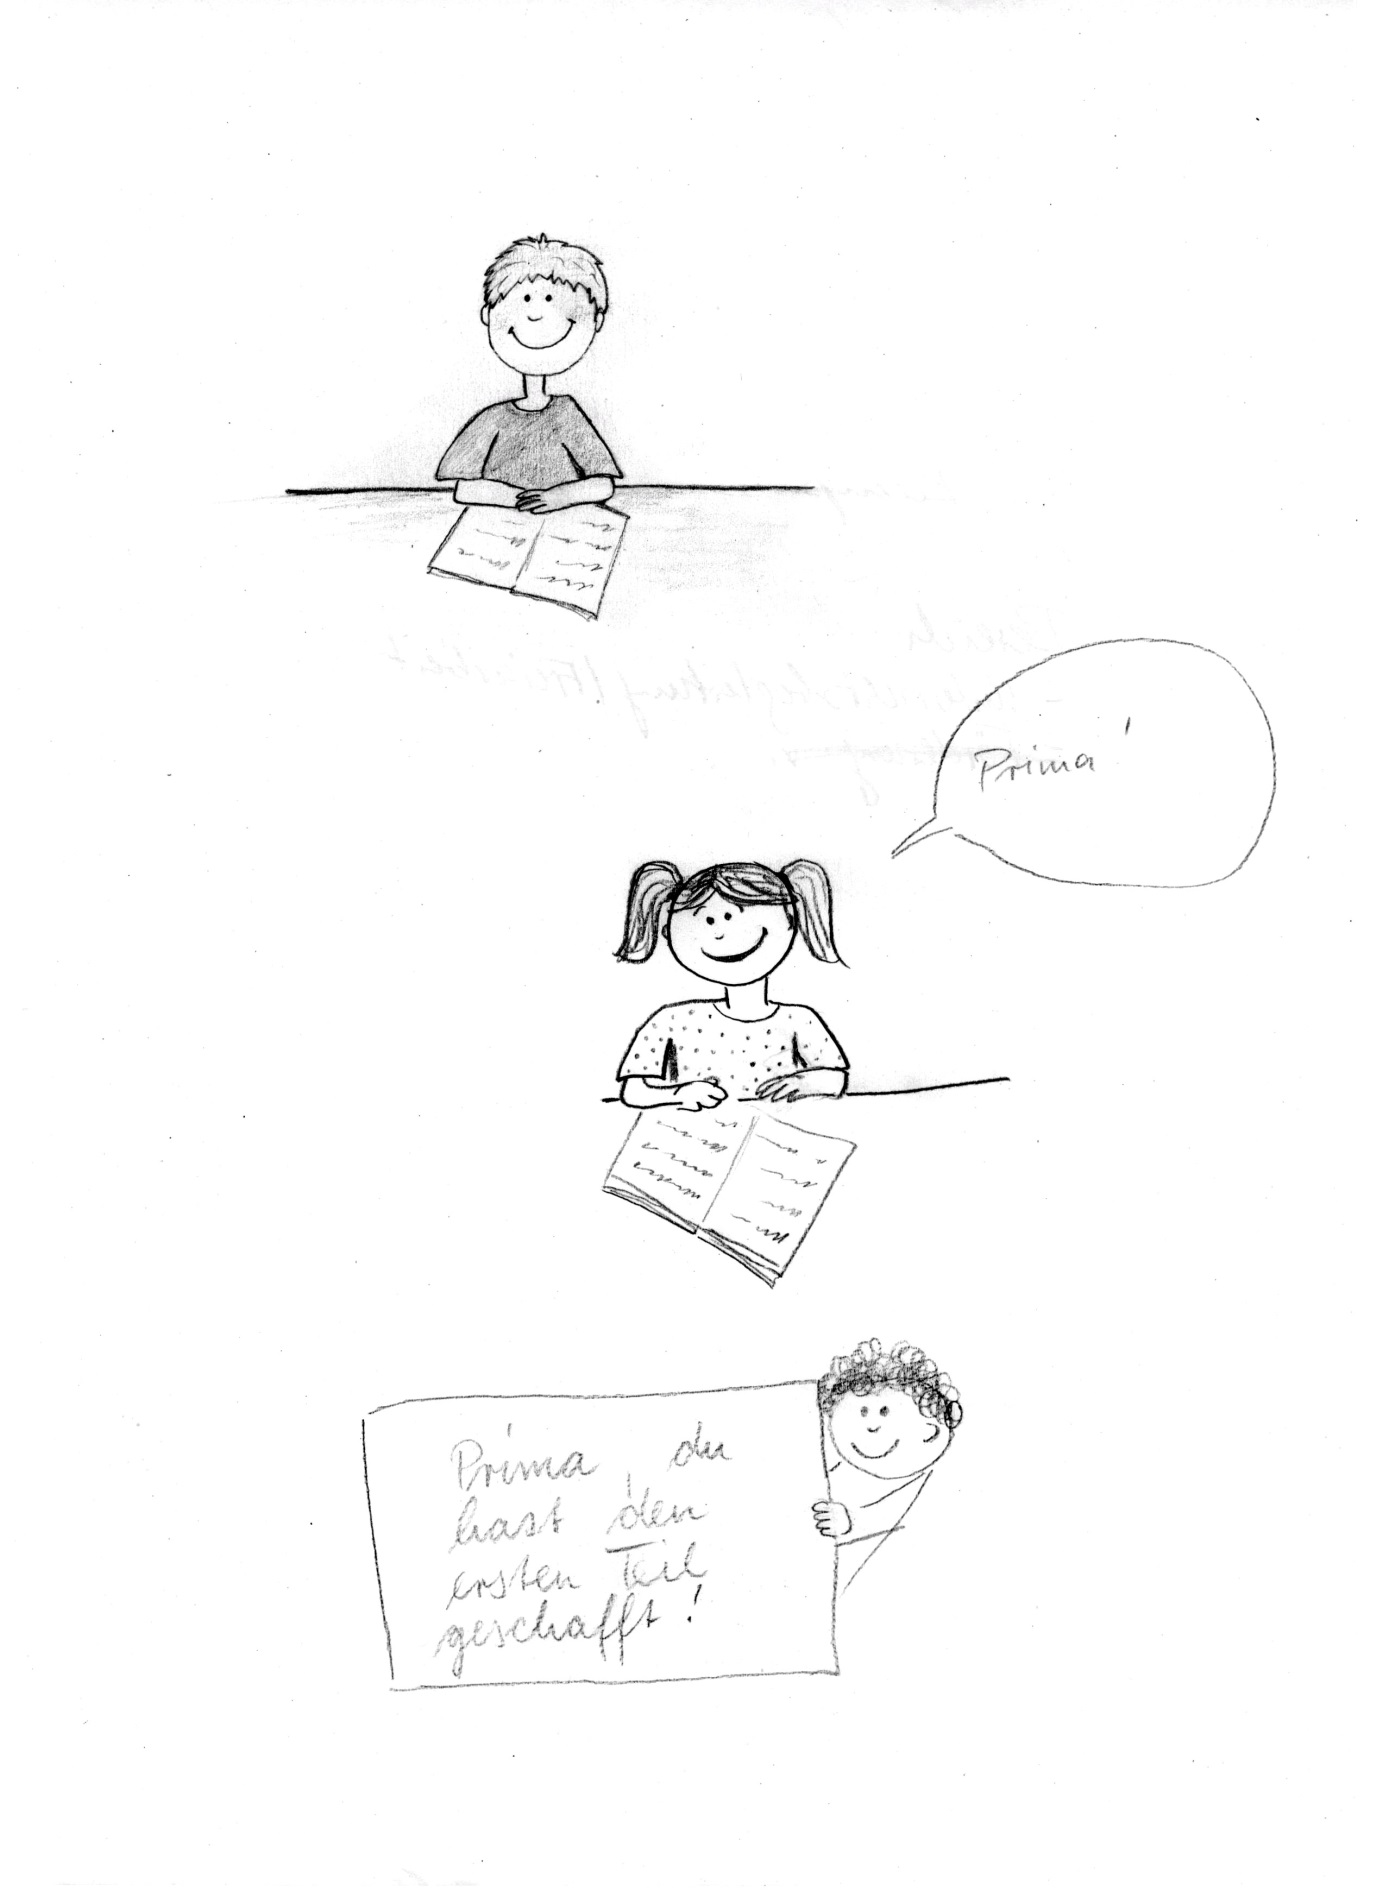 Prima!
Prima, du
hast den
ersten Teil
geschafft!